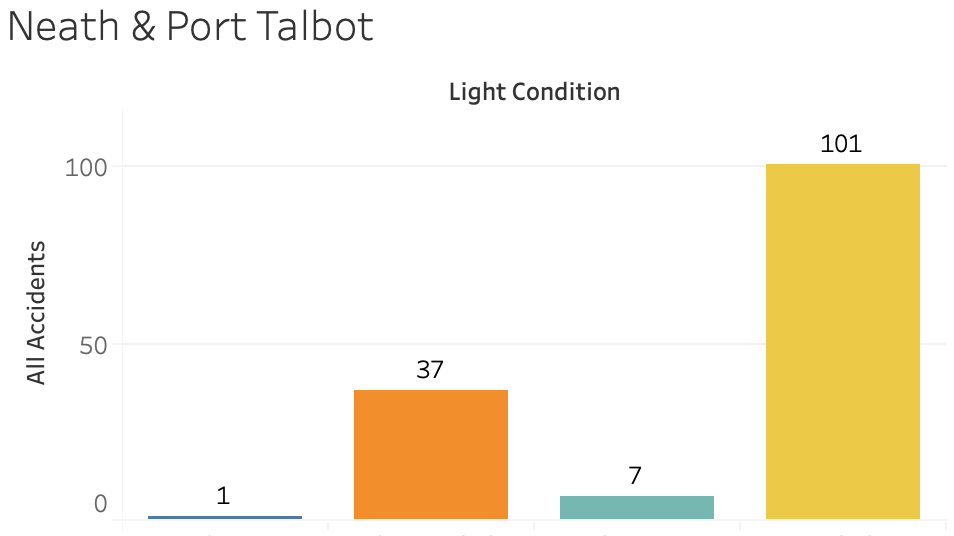 Neath & Port Talbot
Light Condition
101
100
All Accidents
50
37
7
1
0